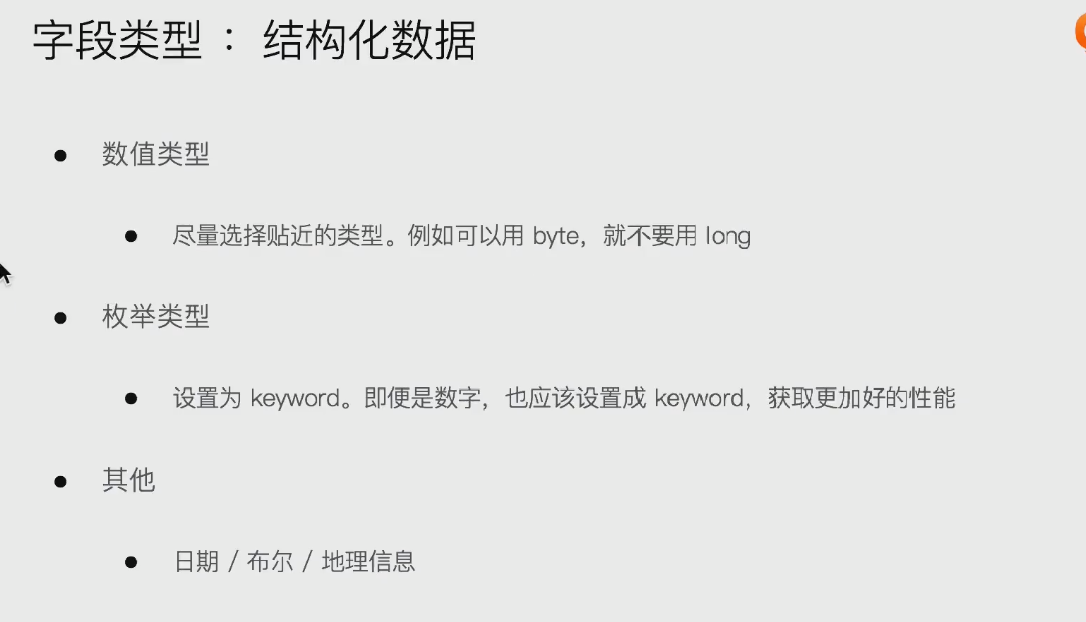 字段类型 ： 结构化数据
数值类型
尽量选择贴近的类型。例如可以用 byte，就不要用 long
枚举类型
设置为 keyword。即便是数字，也应该设置成 keyword，获取更加好的性能
其他
日期 / 布尔 / 地理信息